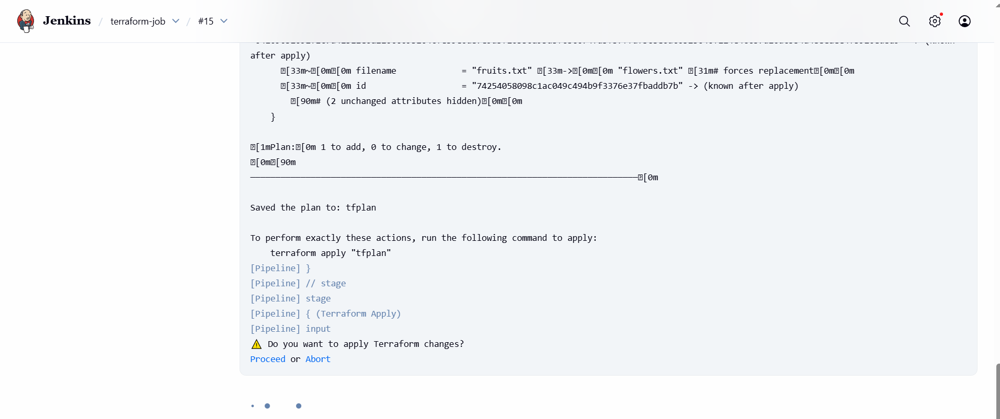 Jenkins / terraform-job / #15
(known
after apply)
[33m~[0m[0m filename = "fruits.txt" [33m->[0m[0m "flowers.txt" [31m# forces replacement[0m[0m
[33m~[0m[0m id = "74254058098c1ac049c494b9f3376e37fbaddb7b" -> (known after apply)
[90m# (2 unchanged attributes hidden)[0m[0m
}
[1mPlan:[0m 1 to add, 0 to change, 1 to destroy.
[0m[90m
[0m
Saved the plan to: tfplan
To perform exactly these actions, run the following command to apply:
terraform apply "tfplan"
[Pipeline] }
[Pipeline] // stage
[Pipeline] stage
[Pipeline] { (Terraform Apply)
[Pipeline] input
⚠ Do you want to apply Terraform changes?
Proceed or Abort